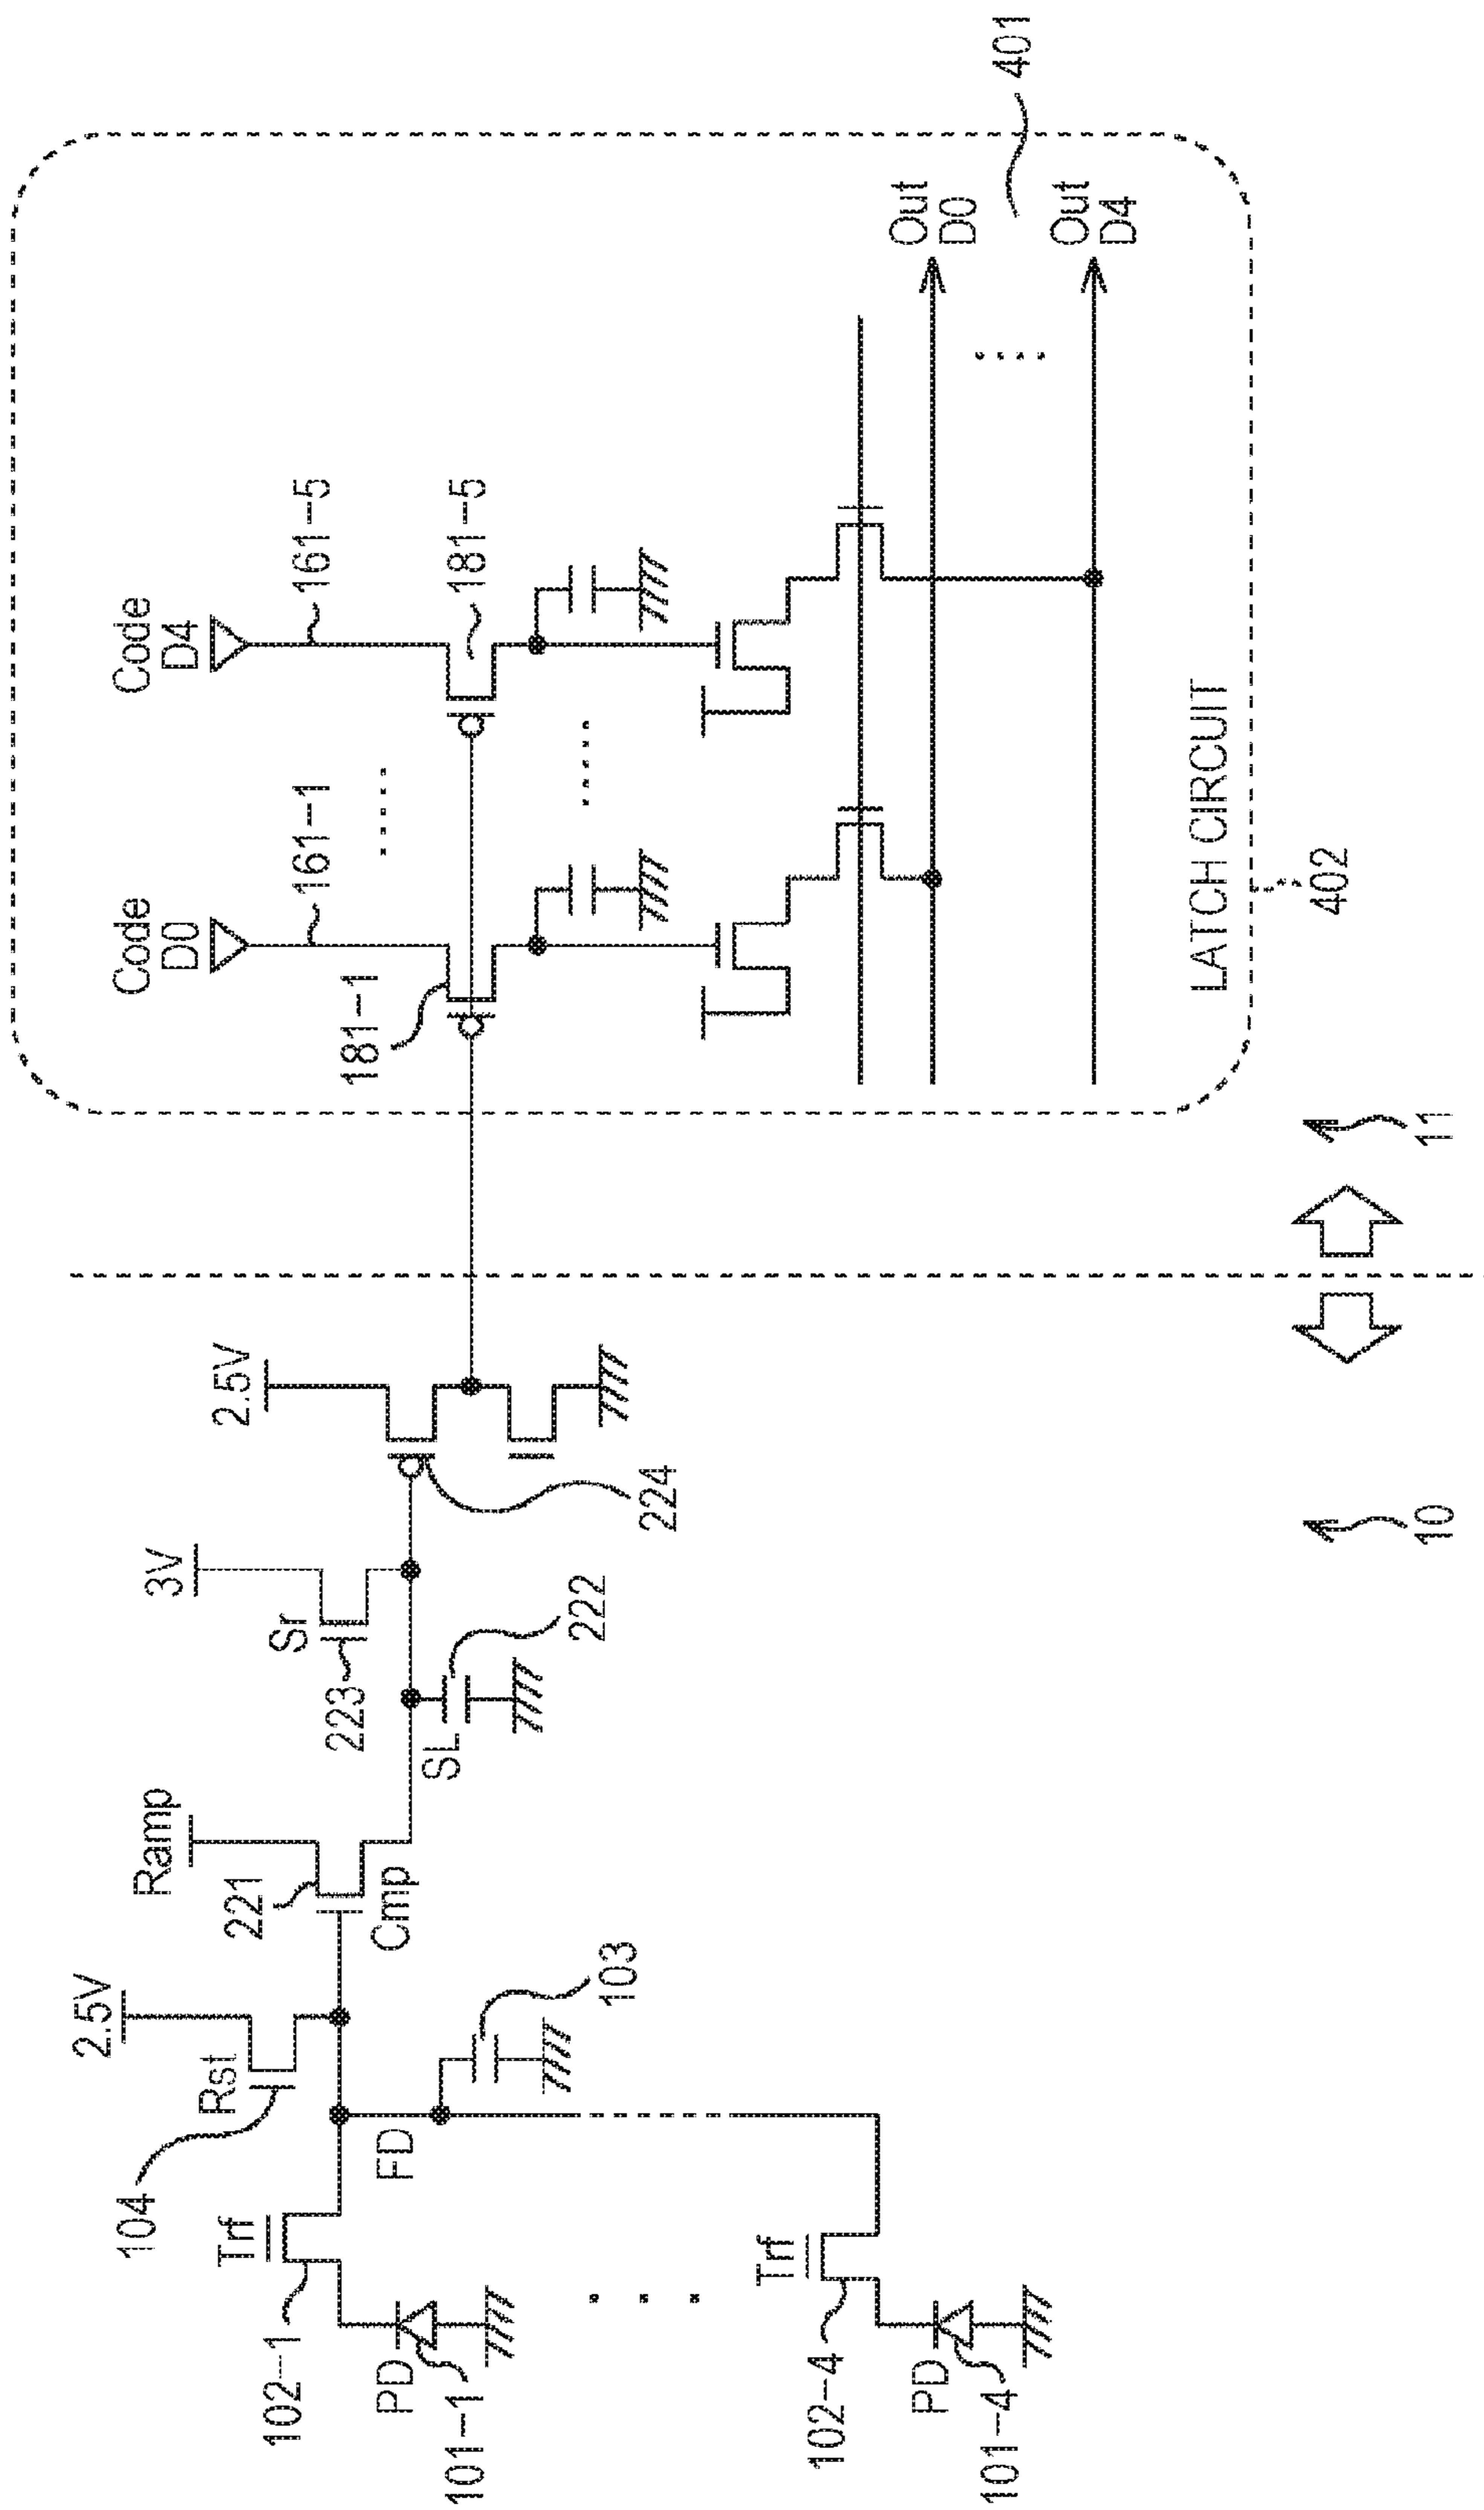 2.5V
Ramp
3V
2.5V
Code
D0
Code
D4
104
Rst
221
Sr
161-1
161-5
Trf
102-1
Cmp
223
181-1
181-5
FD
SL
PD
101-1
103
222
224
Trf
102-4
PD
101-4
Out
D0
401
Out
D4
LATCH CIRCUIT
402
10
11